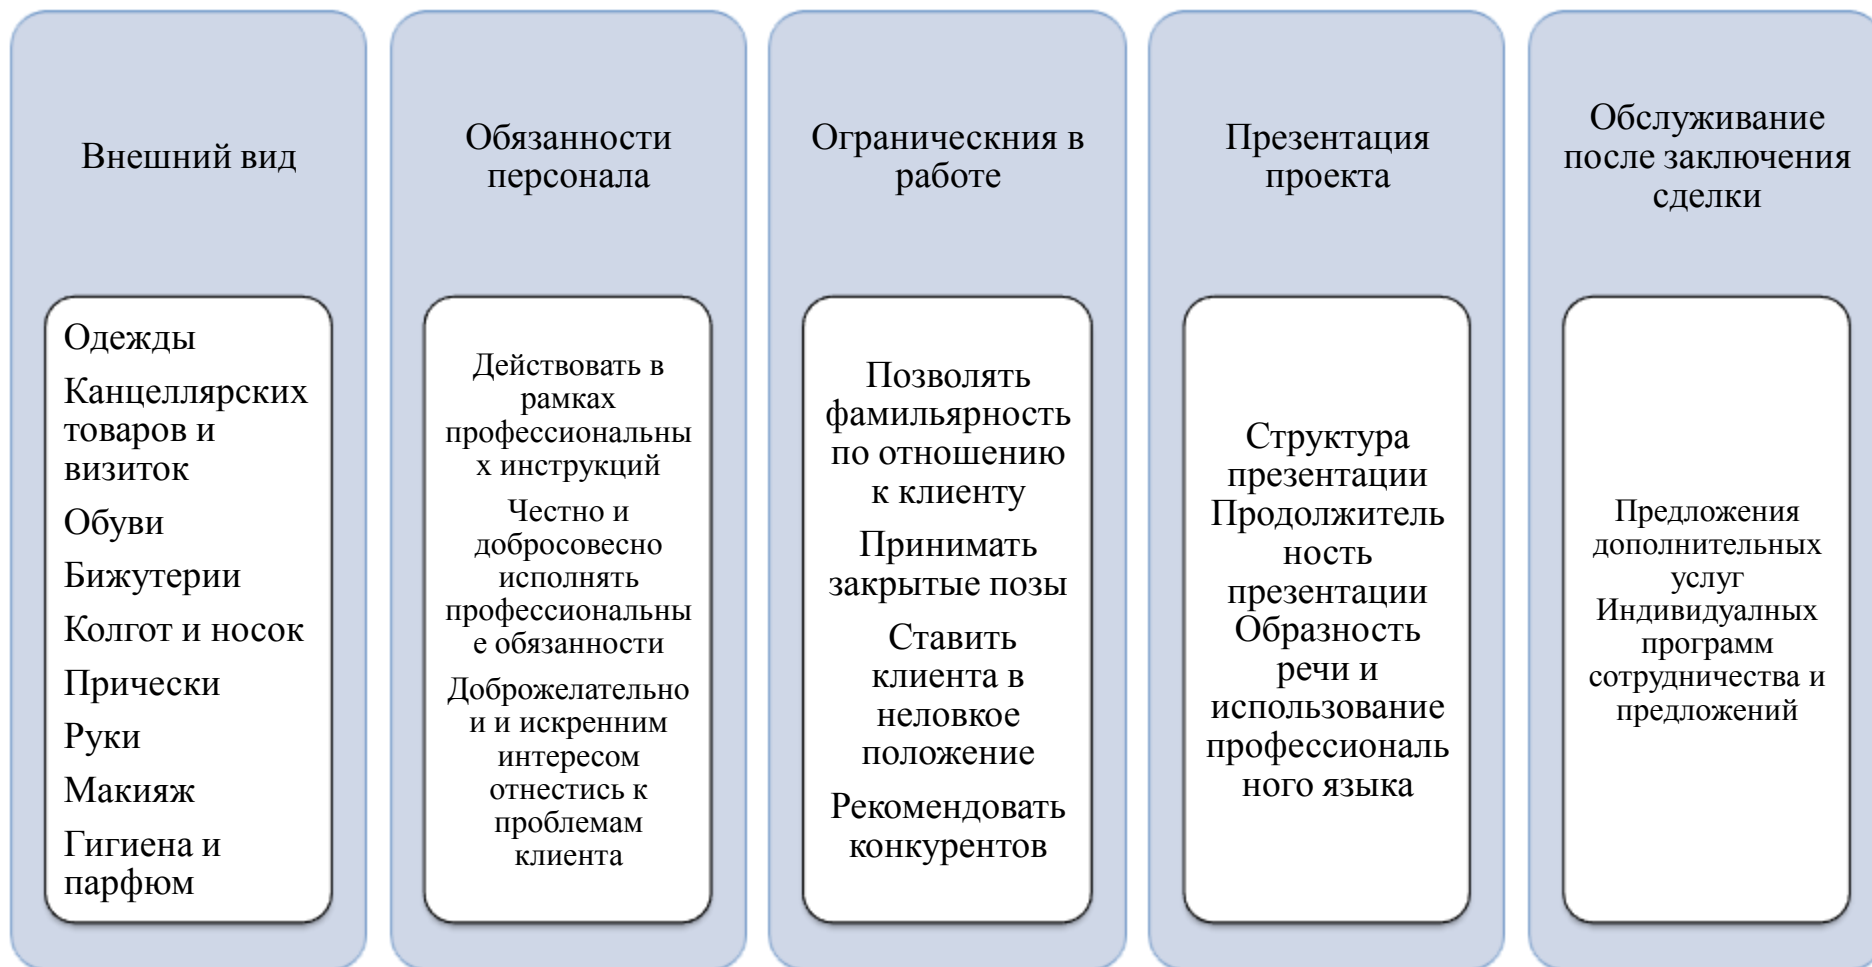 Внешний вид
Одежды
Канцеллярских
товаров и
визиток
Обуви
Бижутерии
Колгот и носок
Прически
Руки
Макияж
Гигиена и
парфюм
Обязанности
персонала
Действовать в
рамках
профессиональны
х инструкций
Честно и
добросовесно
исполнять
профессиональны
е обязанности
Доброжелательно
и и искренним
интересом
отнестись к
проблемам
клиента
Ограническния в
работе
Позволять
фамильярность
по отношению
к клиенту
Принимать
закрытые позы
Ставить
клиента в
неловкое
положение
Рекомендовать
конкурентов
Презентация
проекта
Структура
презентации
Продолжитель
ность
презентации
Образность
речи и
использование
профессиональ
ного языка
Обслуживание
после заключения
сделки
Предложения
дополнительных
услуг
Индивидуалных
программ
сотрудничества и
предложений